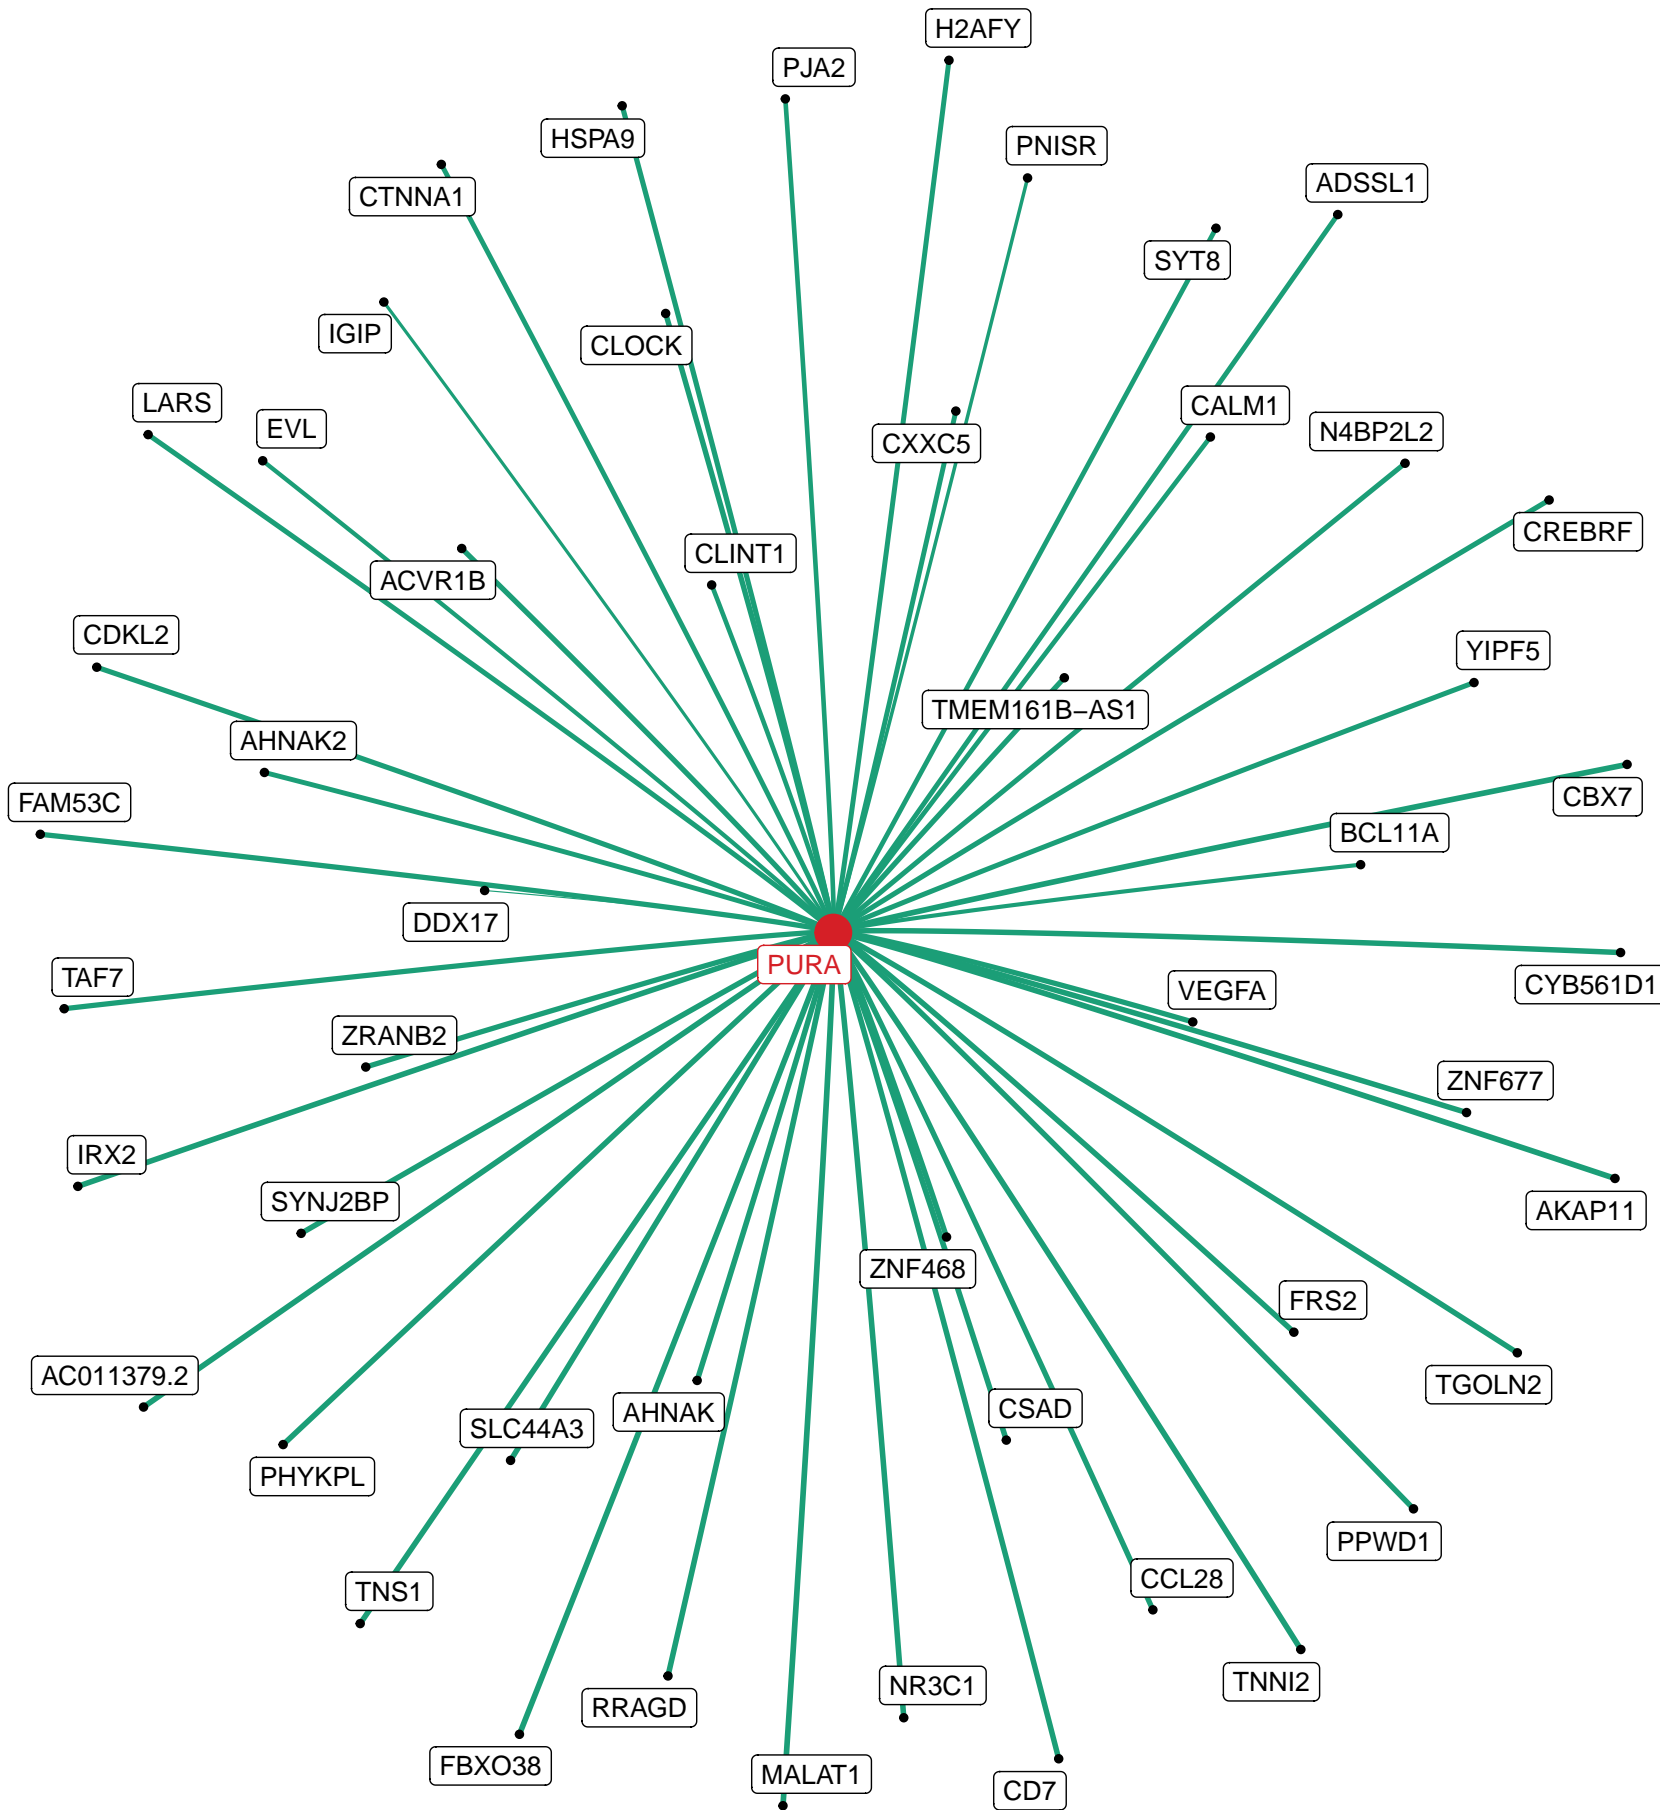 H2AFY
PJA2
HSPA9
PNISR
ADSSL1
CTNNA1
SYT8
IGIP
CLOCK
LARS
EVL
CALM1
N4BP2L2
CXXC5
CREBRF
CLINT1
ACVR1B
CDKL2
YIPF5
TMEM161B−AS1
AHNAK2
FAM53C
CBX7
BCL11A
DDX17
PURA
TAF7
VEGFA
CYB561D1
ZRANB2
ZNF677
IRX2
SYNJ2BP
AKAP11
ZNF468
FRS2
AC011379.2
TGOLN2
AHNAK
CSAD
SLC44A3
PHYKPL
PPWD1
CCL28
TNS1
TNNI2
NR3C1
RRAGD
FBXO38
MALAT1
CD7